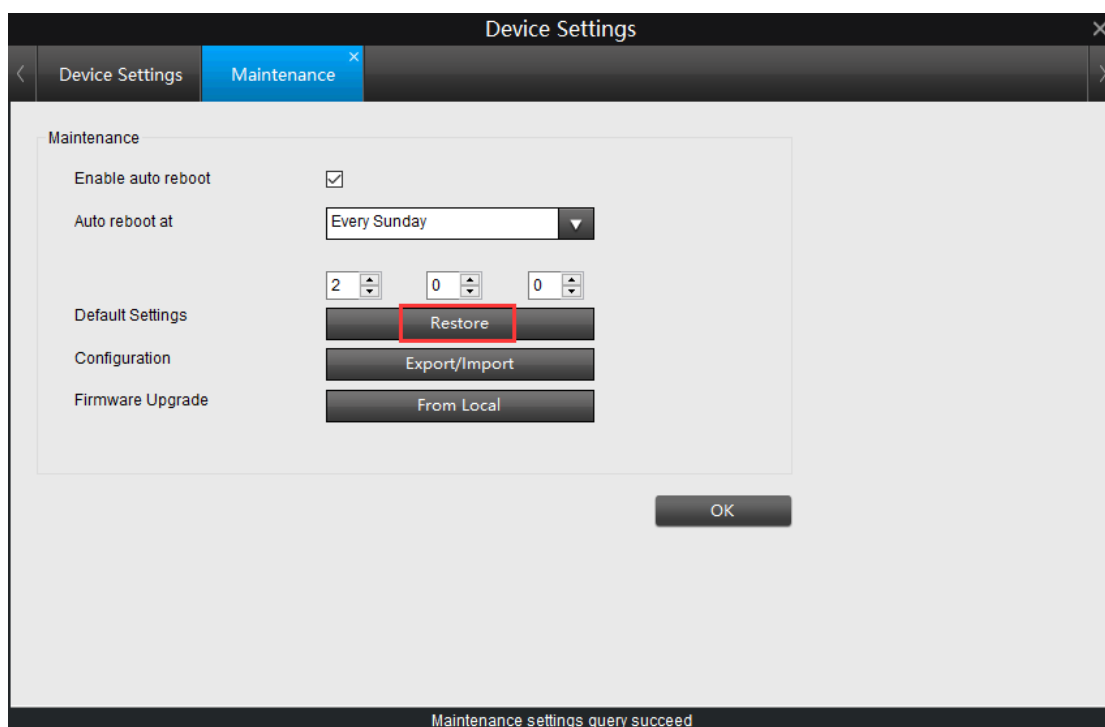 Device Settings
Device Settings Maintenance
Maintenance
Enable auto reboot
Auto reboot at Every Sunday
2 0 0
Default Settings Restore
Configuration Export/Import
Firmware Upgrade From Local
OK
Maintenance settings query succeed